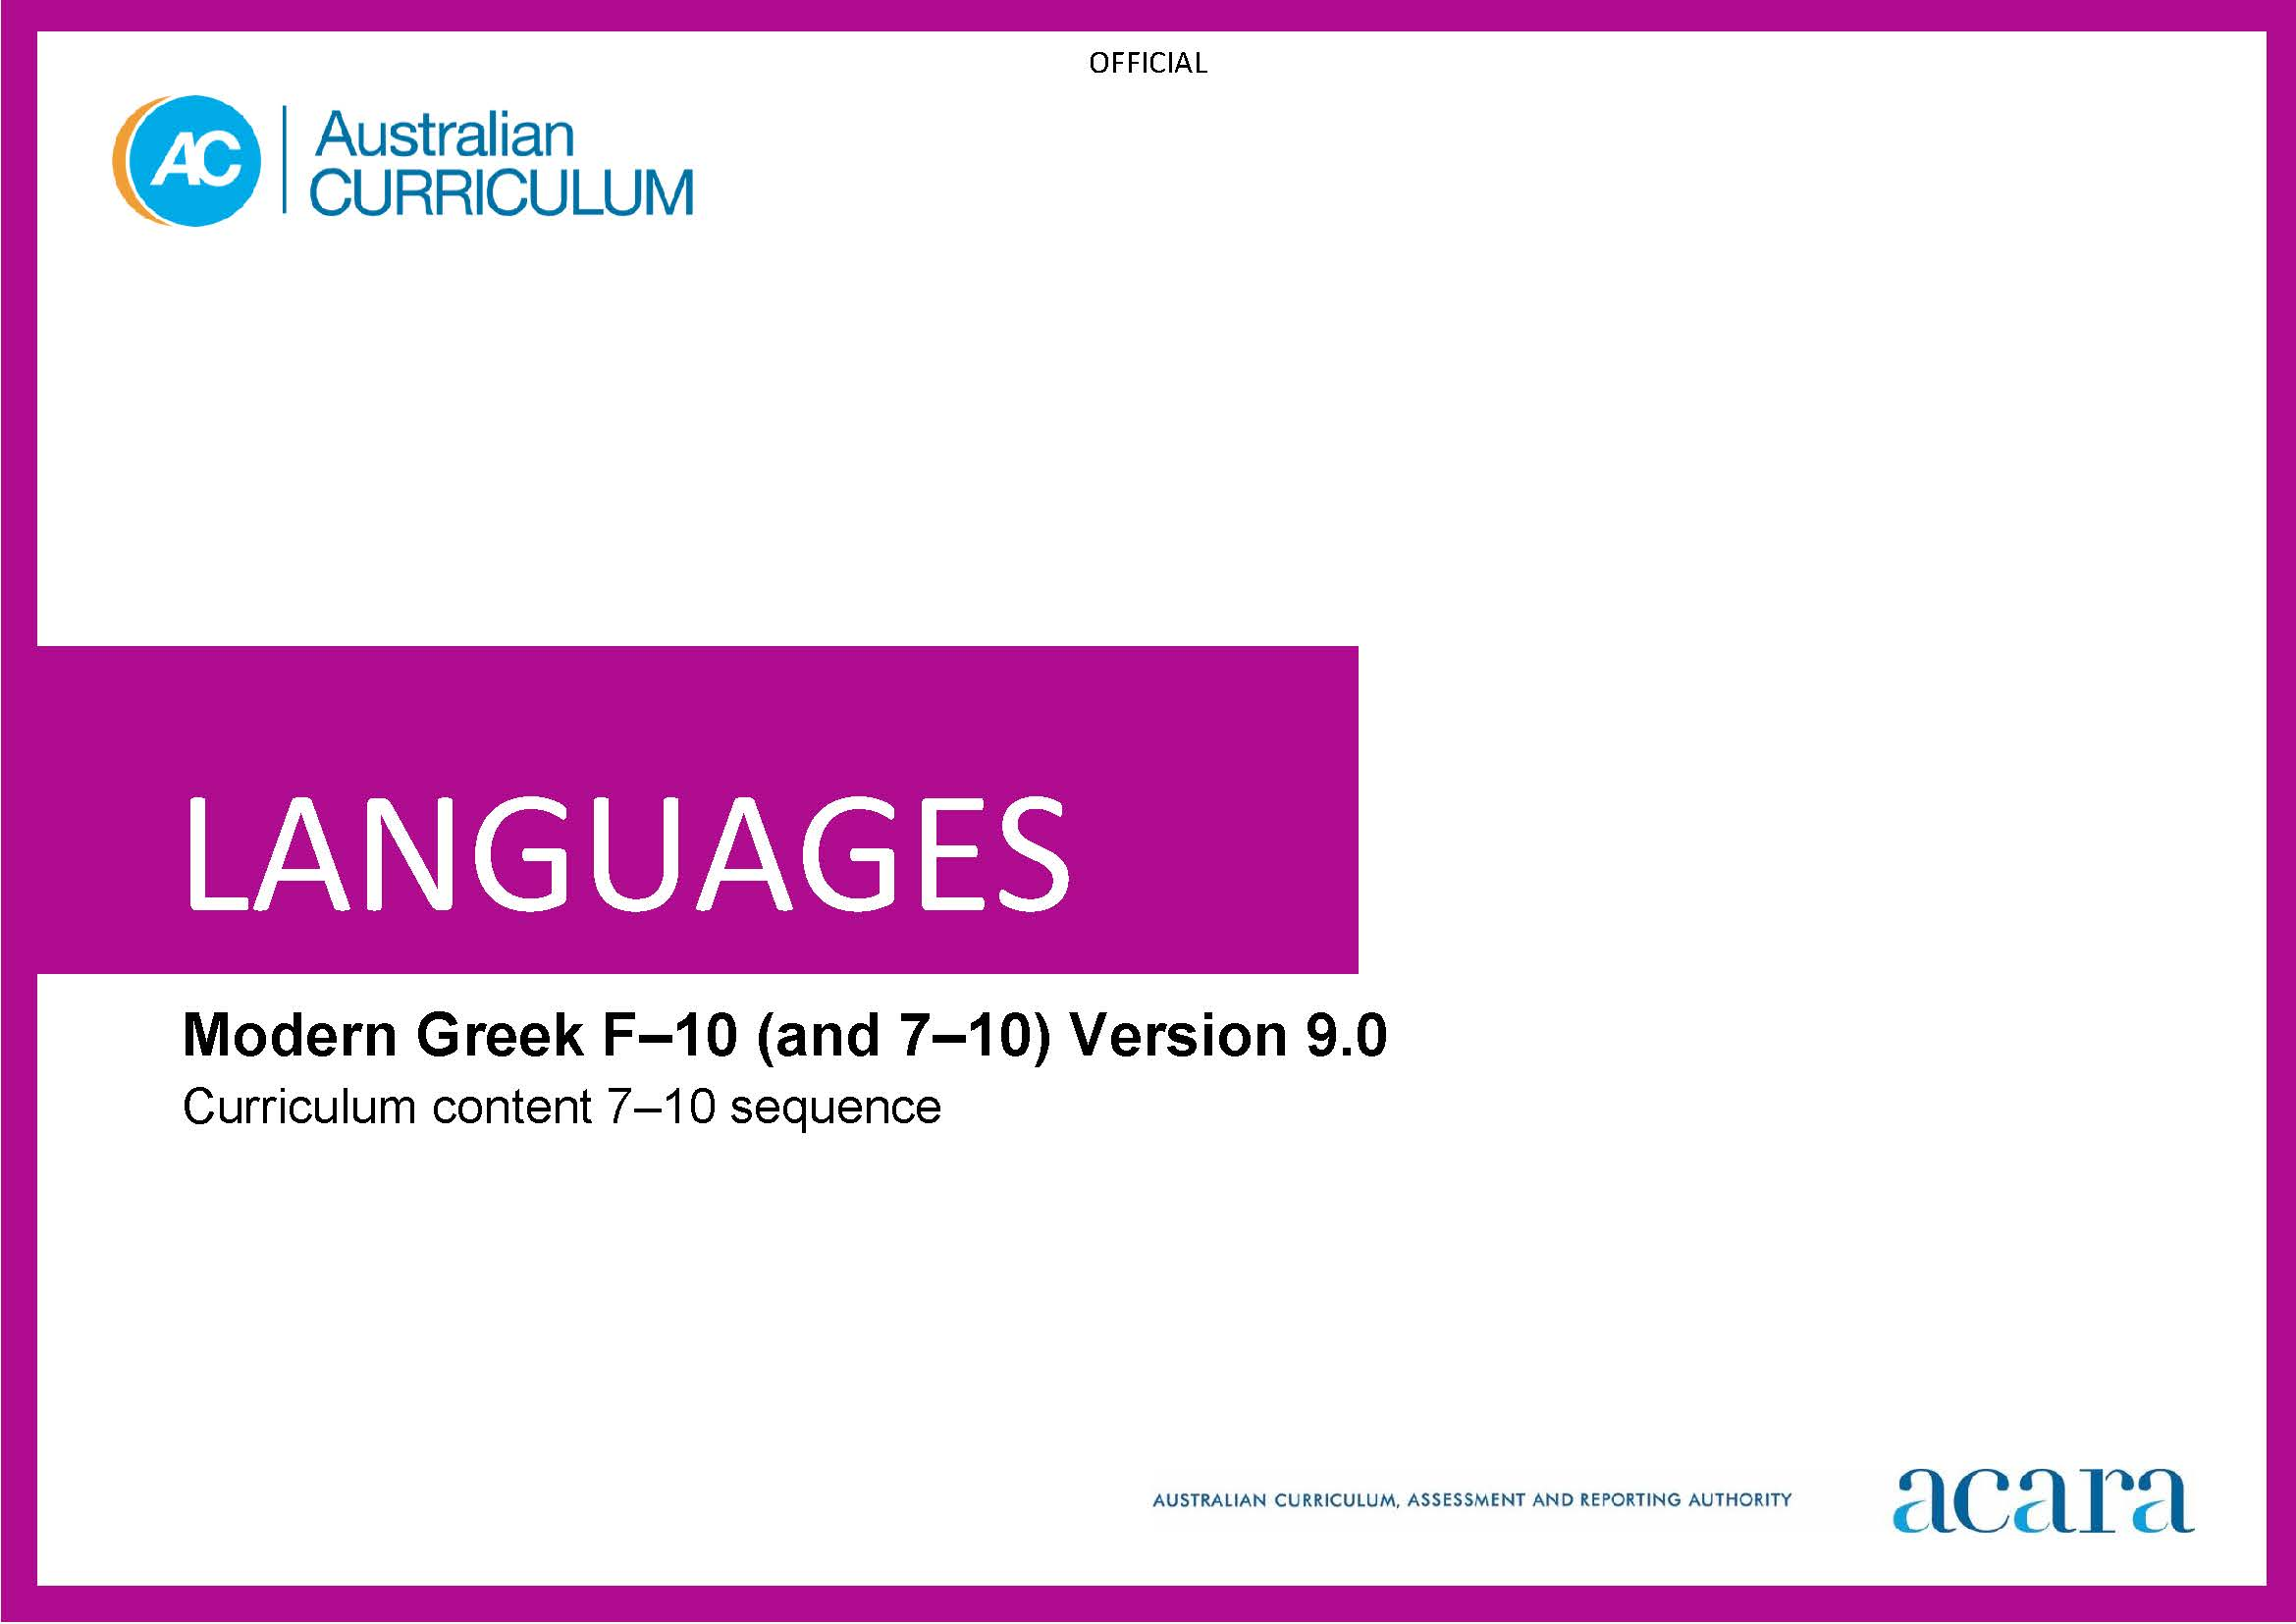 OFFICIAL
AC
Australian
CURRICULUM
LANGUAGES
Modern Greek F–10 (and 7–10) Version 9.0
Curriculum content 7–10 sequence
AUSTRALIAN CURRICULUM, ASSESSMENT AND REPORTING AUTHORITY
acara